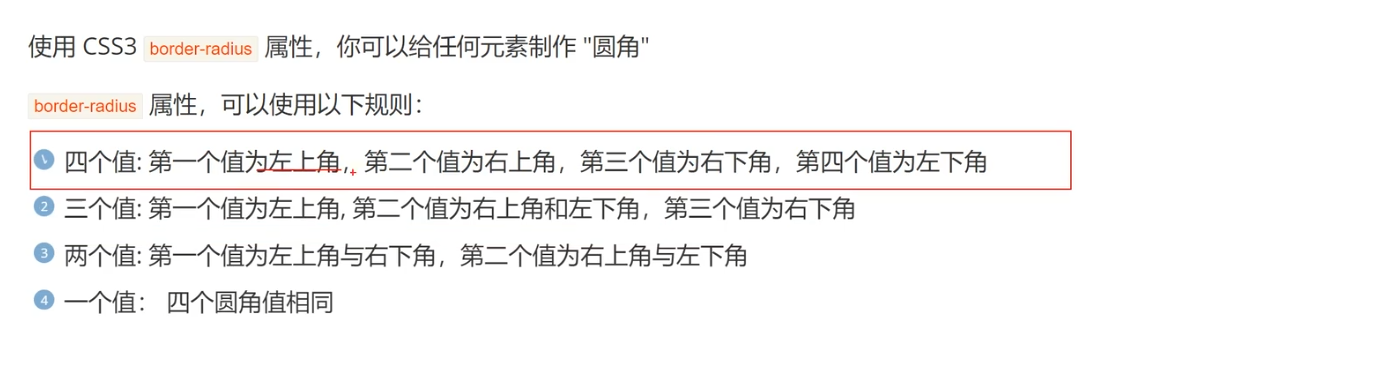 使用 CSS3 border-radius 属性，你可以给任何元素制作 "圆角"
border-radius 属性，可以使用以下规则：
1 四个值: 第一个值为左上角，第二个值为右上角，第三个值为右下角，第四个值为左下角
2 三个值: 第一个值为左上角, 第二个值为右上角和左下角，第三个值为右下角
3 两个值: 第一个值为左上角与右下角，第二个值为右上角与左下角
4 一个值： 四个圆角值相同